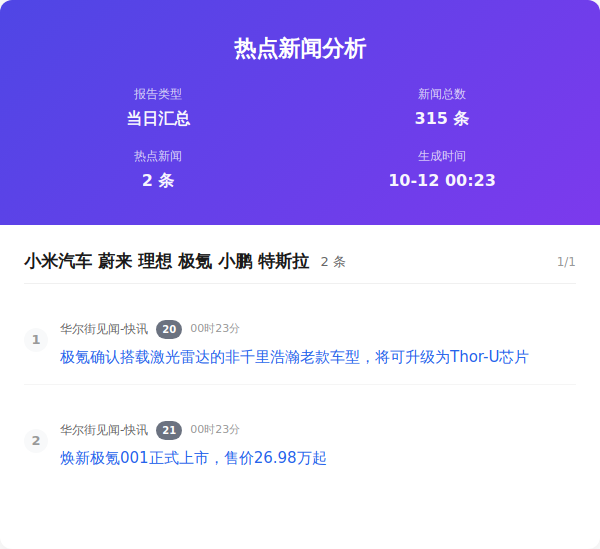 热点新闻分析
报告类型
当日汇总
新闻总数
315 条
热点新闻
2 条
生成时间
10-12 00:23
小米汽车 蔚来 理想 极氪 小鹏 特斯拉 2 条 1/1
1
华尔街见闻-快讯 20 00时23分
极氪确认搭载激光雷达的非千里浩瀚老款车型，将可升级为Thor-U芯片
2
华尔街见闻-快讯 21 00时23分
焕新极氪001正式上市，售价26.98万起